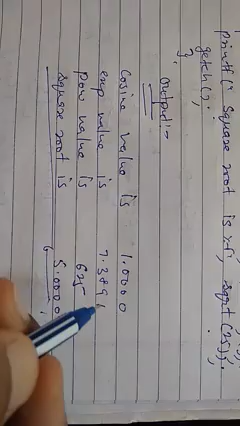 printf(" Square root is %f, sqrt(25));
getch();
}
Output:-
Cosine value is 1.0000
exp value is 7.389
pow value is 625
Square root is 5.0000